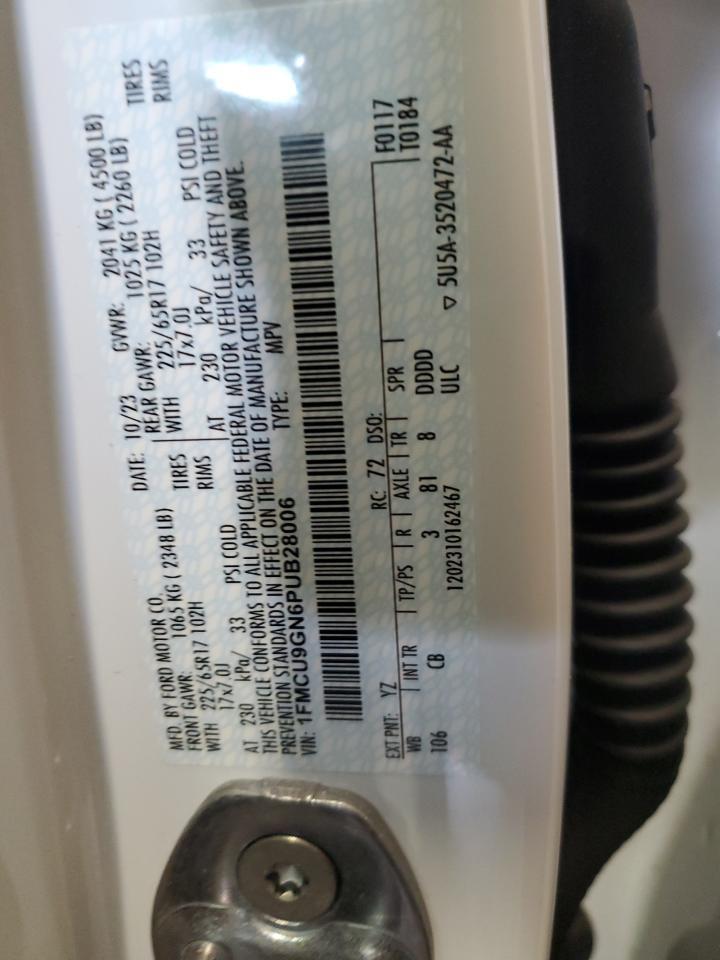 MFD. BY FORD MOTOR CO.
DATE: 10/23 GVWR: 2041 KG ( 4500 LB)
FRONT GAWR: 1065 KG ( 2348 LB)
REAR GAWR: 1025 KG ( 2260 LB)
WITH 225/65R17 102H TIRES
WITH 225/65R17 102H TIRES
17x7.0J RIMS
17x7.0J RIMS
AT 230 kPa/ 33 PSI COLD
AT 230 kPa/ 33 PSI COLD
THIS VEHICLE CONFORMS TO ALL APPLICABLE FEDERAL MOTOR VEHICLE SAFETY AND THEFT
PREVENTION STANDARDS IN EFFECT ON THE DATE OF MANUFACTURE SHOWN ABOVE.
VIN: 1FMCU9GN6PUB28006 TYPE: MPV
EXT PNT: YZ RC: 72 DSO: F0117
WB INT TR TP/PS R AXLE TR SPR T0184
106 CB 3 81 8 DDDD
1202310162467 ULC ▽ 5U5A-3520472-AA